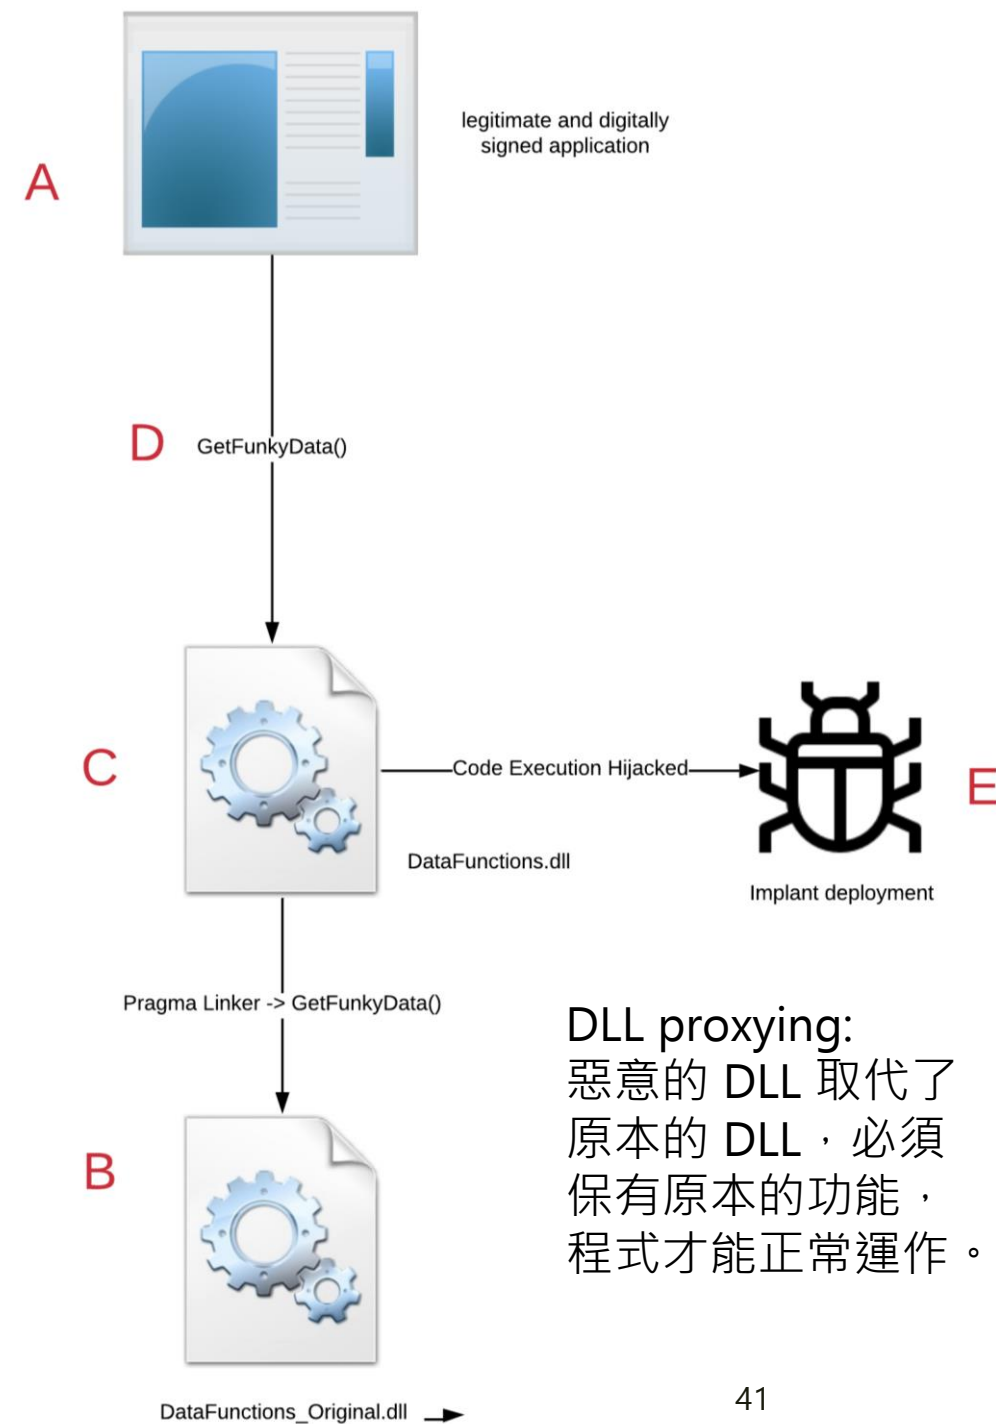 legitimate and digitally
signed application
A
D
GetFunkyData()
C
Code Execution Hijacked
E
DataFunctions.dll
Implant deployment
Pragma Linker -> GetFunkyData()
DLL proxying:
惡意的 DLL 取代了
原本的 DLL，必須
保有原本的功能，
程式才能正常運作。
B
DataFunctions_Original.dll
41